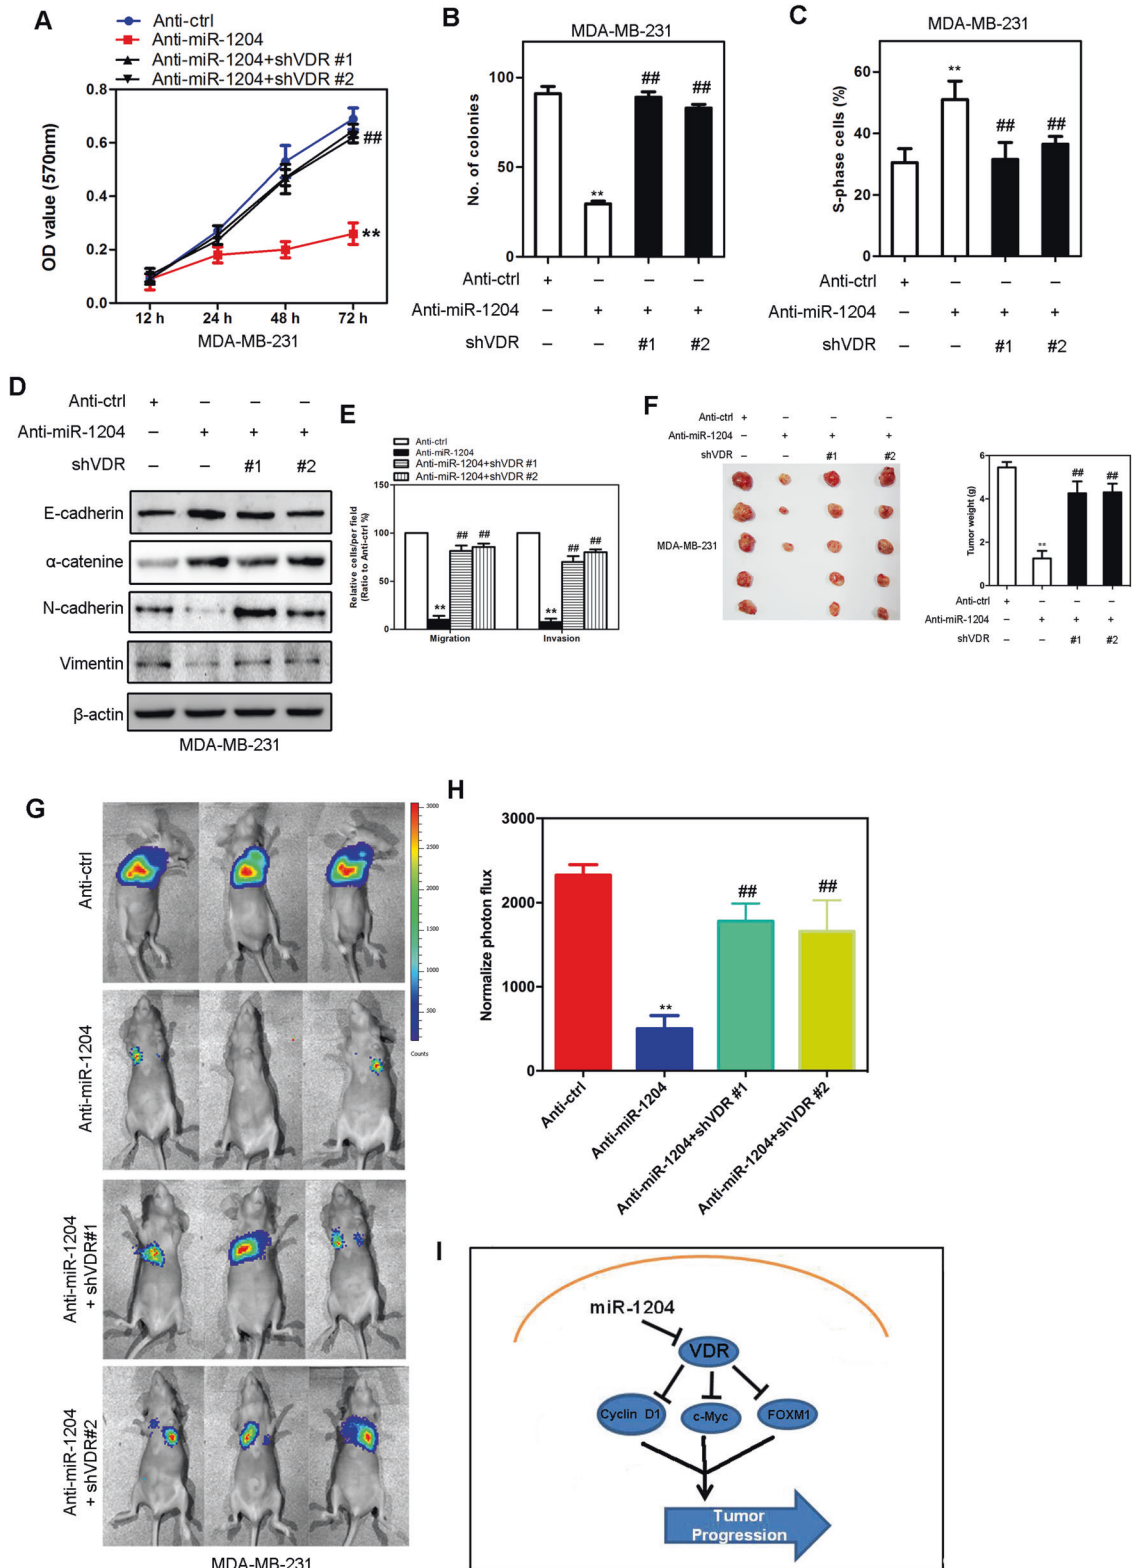 A
Anti-ctrl
Anti-miR-1204
Anti-miR-1204+shVDR #1
Anti-miR-1204+shVDR #2
OD value (570nm)
0.8
0.6
0.4
0.2
0.0
##
**
12 h 24 h 48 h 72 h
MDA-MB-231
B
MDA-MB-231
No. of colonies
100
50
0
**
##
##
Anti-ctrl + – – –
Anti-miR-1204 – + + +
shVDR – – #1 #2
C
MDA-MB-231
S-phase cells (%)
60
40
20
0
**
##
##
Anti-ctrl + – – –
Anti-miR-1204 – + + +
shVDR – – #1 #2
D
Anti-ctrl + – – –
Anti-miR-1204 – + + +
shVDR – – #1 #2
E-cadherin
α-catenine
N-cadherin
Vimentin
β-actin
MDA-MB-231
E
Anti-ctrl
Anti-miR-1204
Anti-miR-1204+shVDR #1
Anti-miR-1204+shVDR #2
Relative cells/per field
(Ratio to Anti-ctrl %)
150
100
50
0
**
##
##
**
##
##
Migration Invasion
F
Anti-ctrl + – – –
Anti-miR-1204 – + + +
shVDR – – #1 #2
MDA-MB-231
Tumor weight (g)
6
4
2
0
**
##
##
Anti-ctrl + – – –
Anti-miR-1204 – + + +
shVDR – – #1 #2
G
Anti-ctrl
Anti-miR-1204
Anti-miR-1204
+ shVDR#1
Anti-miR-1204
+ shVDR#2
3000
2500
2000
1500
1000
500
Counts
MDA-MB-231
H
Normalize photon flux
3000
2000
1000
0
**
##
##
Anti-ctrl
Anti-miR-1204
Anti-miR-1204+shVDR #1
Anti-miR-1204+shVDR #2
I
miR-1204
VDR
Cyclin D1
c-Myc
FOXM1
Tumor
Progression